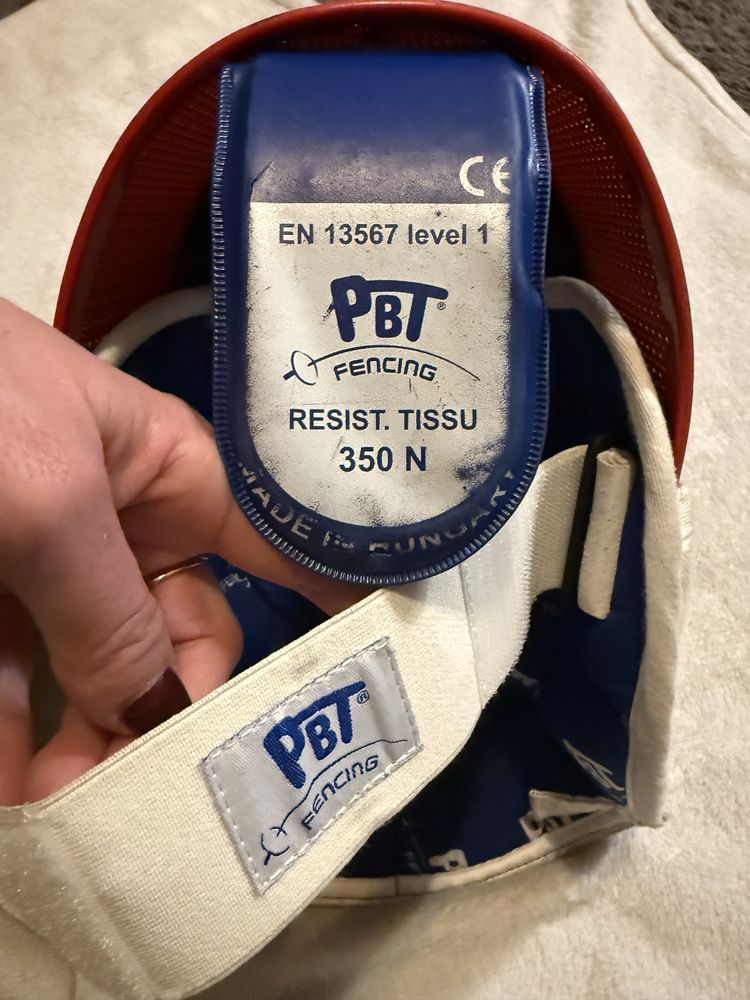 CE
EN 13567 level 1
PBT®
FENCING
RESIST. TISSU
350 N
MADE IN HUNGARY
PBT®
FENCING